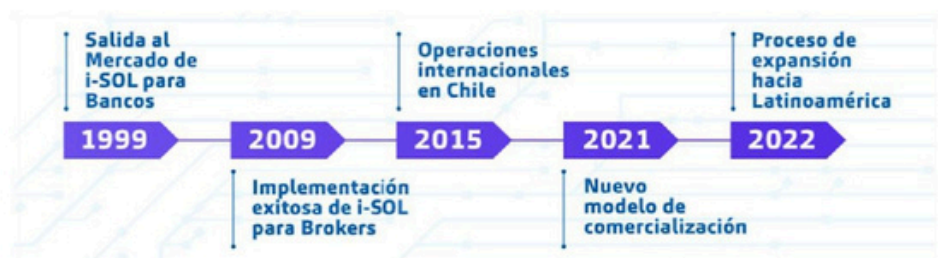 Salida al
Mercado de
i-SOL para
Bancos
Operaciones
internacionales
en Chile
Proceso de
expansión
hacia
Latinoamérica
1999
2009
2015
2021
2022
Implementación
exitosa de i-SOL
para Brokers
Nuevo
modelo de
comercialización